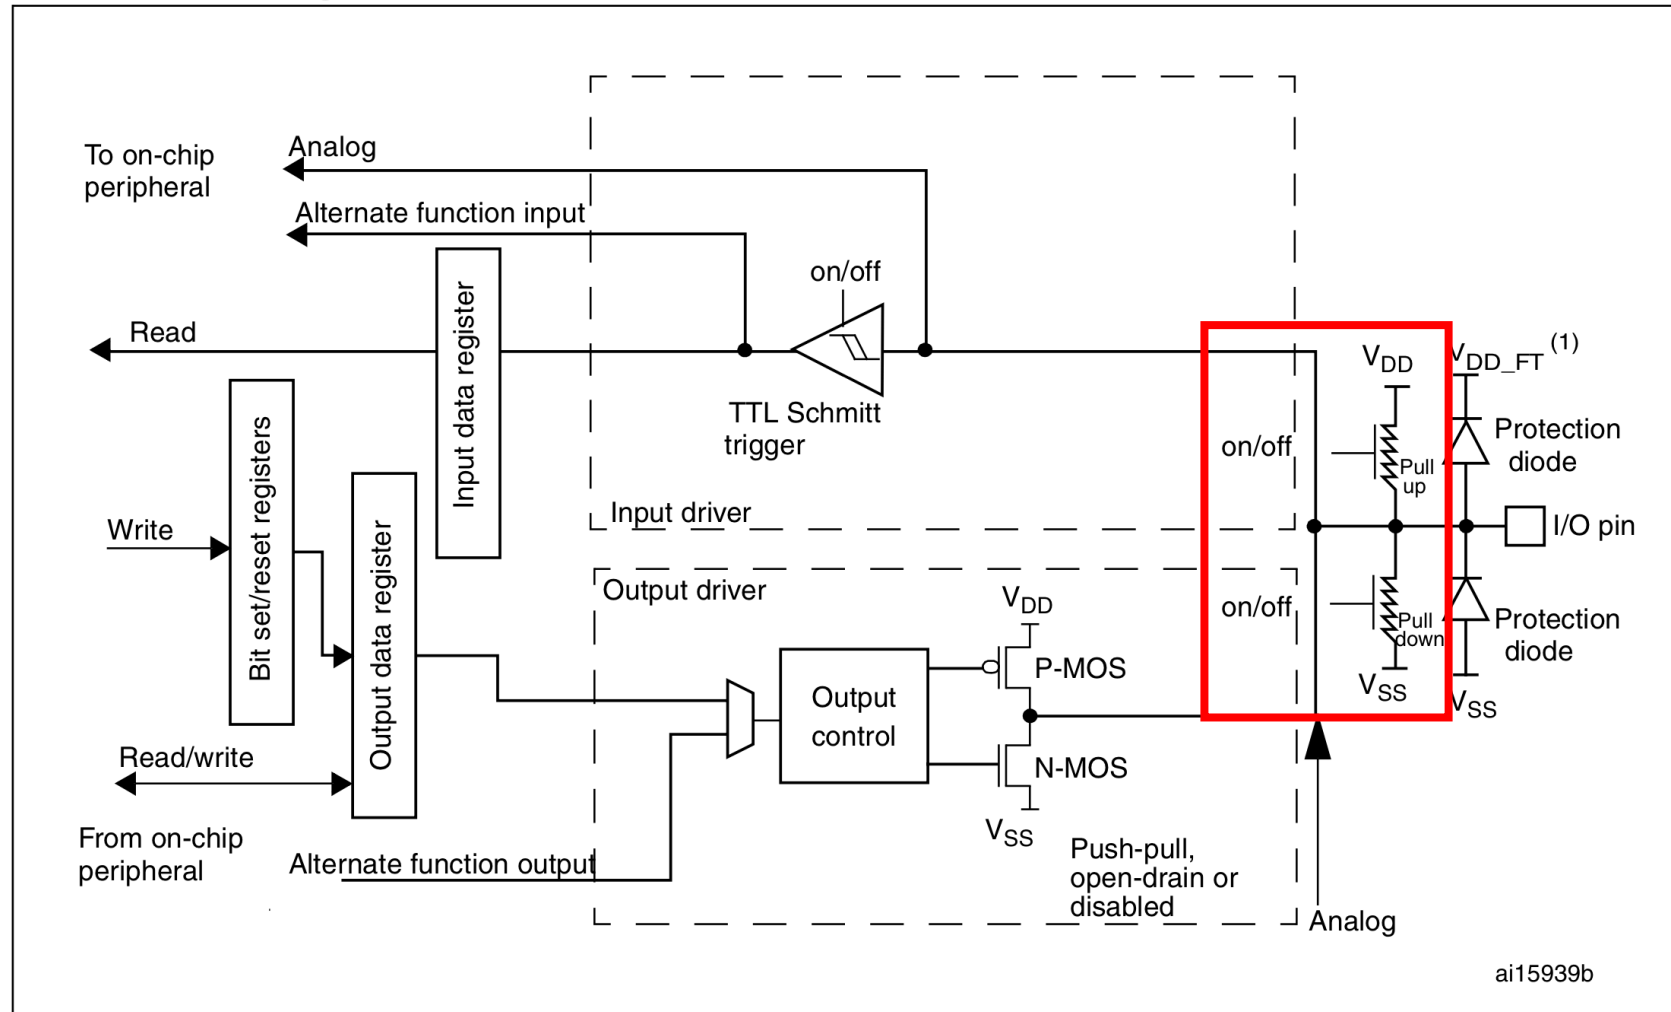 To on-chip
peripheral
Analog
Alternate function input
on/off
Read
Input data register
TTL Schmitt
trigger
Input driver
Bit set/reset registers
Write
Output data register
Read/write
From on-chip
peripheral
Alternate function output
Output driver
Output
control
VDD
P-MOS
N-MOS
VSS
Push-pull,
open-drain or
disabled
on/off
on/off
VDD
Pull
up
Pull
down
VSS
VDD_FT (1)
Protection
diode
I/O pin
Protection
diode
VSS
Analog
ai15939b